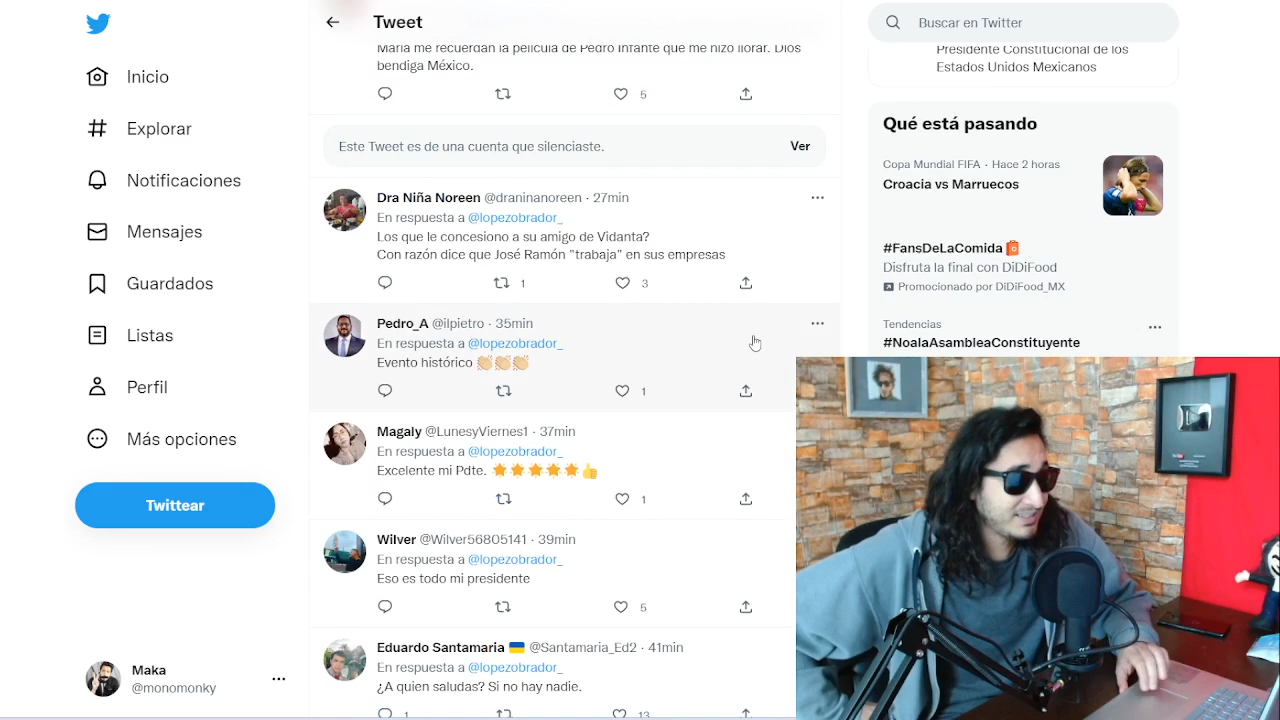 Inicio
Explorar
Notificaciones
Mensajes
Guardados
Listas
Perfil
Más opciones
Twittear
Maka
@monomonky
Tweet
María me recuerdan la película de Pedro Infante que me hizo llorar. Dios
bendiga México.
5
Este Tweet es de una cuenta que silenciaste.
Ver
Dra Niña Noreen @draninanoreen · 27min
En respuesta a @lopezobrador_
Los que le concesiono a su amigo de Vidanta?
Con razón dice que José Ramón "trabaja" en sus empresas
1 3
Pedro_A @ilpietro · 35min
En respuesta a @lopezobrador_
Evento histórico 👏🏼👏🏼👏🏼
1
Magaly @LunesyViernes1 · 37min
En respuesta a @lopezobrador_
Excelente mi Pdte. ⭐⭐⭐⭐⭐👍
1
Wilver @Wilver56805141 · 39min
En respuesta a @lopezobrador_
Eso es todo mi presidente
5
Eduardo Santamaria 🇺🇦 @Santamaria_Ed2 · 41min
En respuesta a @lopezobrador_
¿A quien saludas? Si no hay nadie.
1 13
Buscar en Twitter
Presidente Constitucional de los
Estados Unidos Mexicanos
Qué está pasando
Copa Mundial FIFA · Hace 2 horas
Croacia vs Marruecos
#FansDeLaComida
Disfruta la final con DiDiFood
Promocionado por DiDiFood_MX
Tendencias
#NoalaAsambleaConstituyente